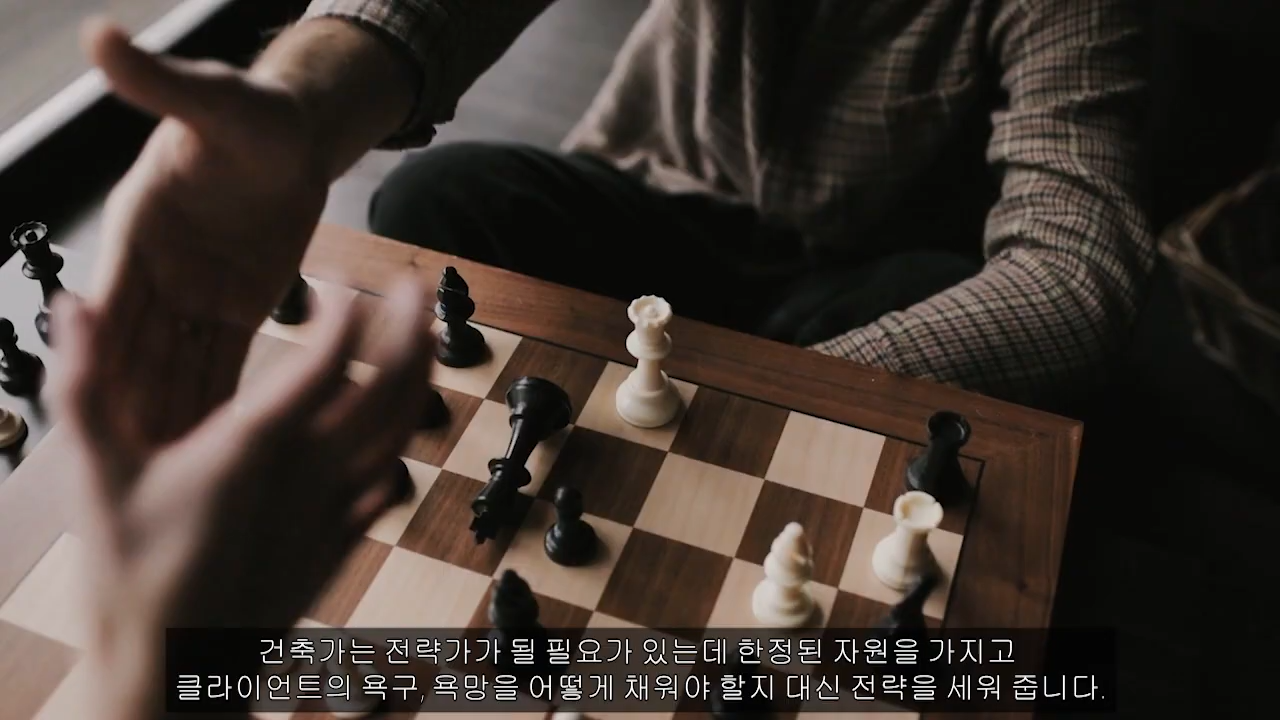 건축가는 전략가가 될 필요가 있는데 한정된 자원을 가지고
클라이언트의 욕구, 욕망을 어떻게 채워야 할지 대신 전략을 세워 줍니다.